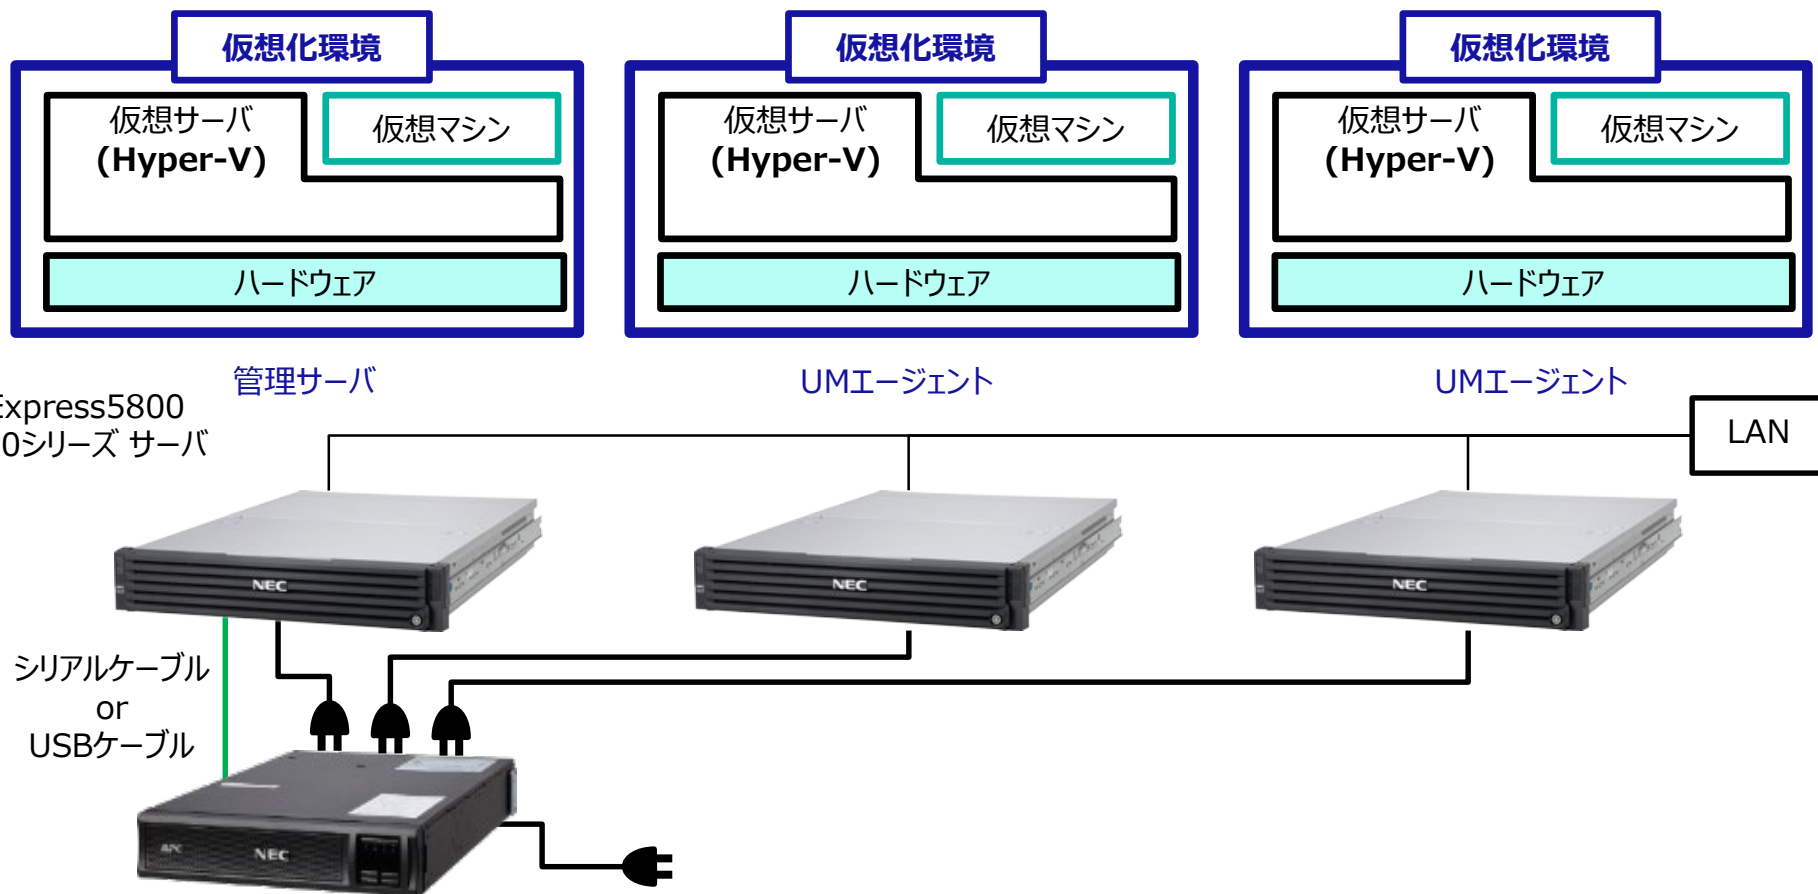 仮想化環境
仮想サーバ
(Hyper-V)
仮想マシン
ハードウェア
仮想化環境
仮想サーバ
(Hyper-V)
仮想マシン
ハードウェア
仮想化環境
仮想サーバ
(Hyper-V)
仮想マシン
ハードウェア
管理サーバ
UMエージェント
UMエージェント
Express5800
0シリーズ サーバ
LAN
NEC
NEC
NEC
シリアルケーブル
or
USBケーブル
APC
NEC